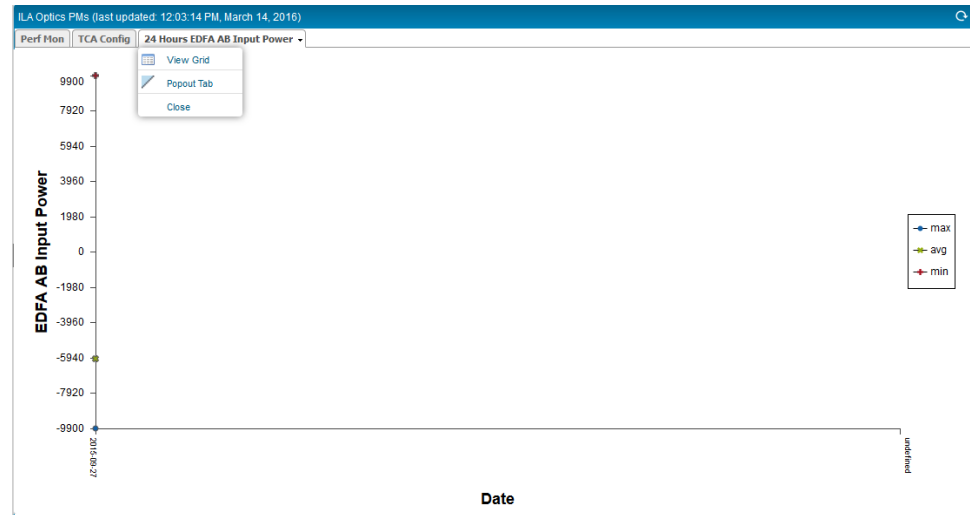 ILA Optics PMs (last updated: 12:03:14 PM, March 14, 2016)
Perf Mon TCA Config 24 Hours EDFA AB Input Power
View Grid
Popout Tab
Close
EDFA AB Input Power
9900
7920
5940
3960
1980
0
-1980
-3960
-5940
-7920
-9900
max
avg
min
2015-09-27
undefined
Date